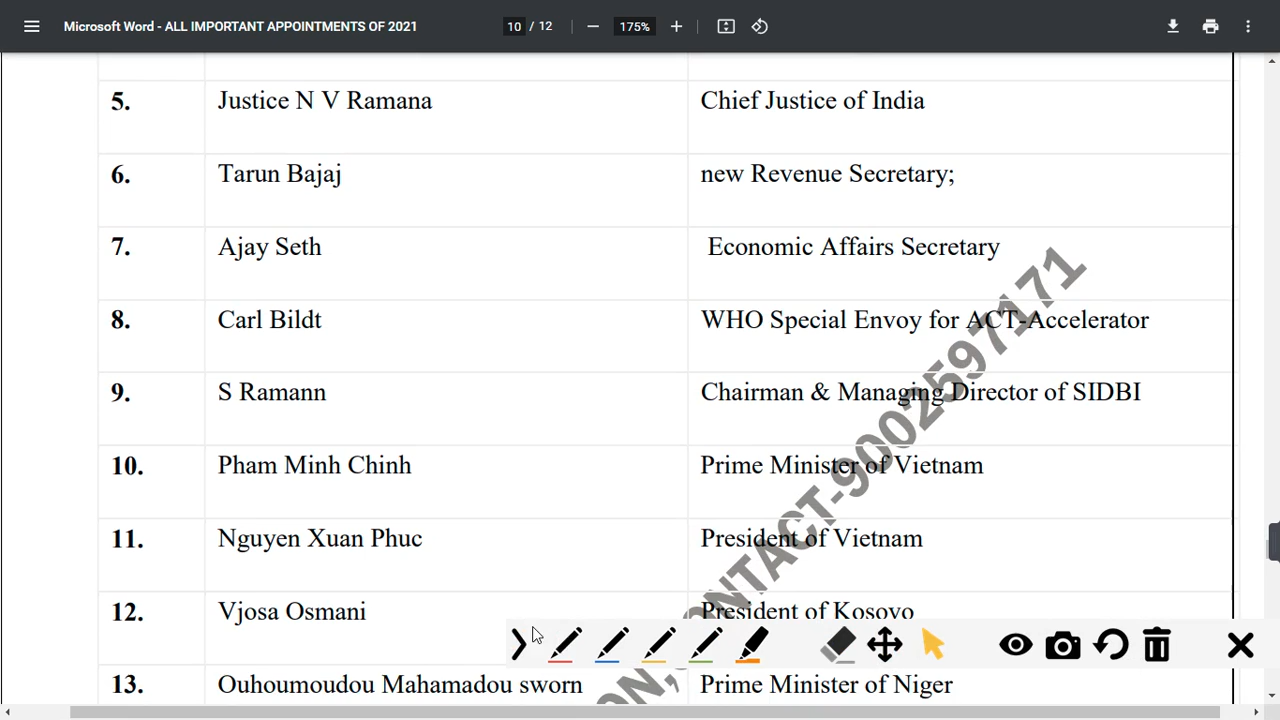 Microsoft Word - ALL IMPORTANT APPOINTMENTS OF 2021
10 / 12
175%
5. Justice N V Ramana Chief Justice of India
6. Tarun Bajaj new Revenue Secretary;
7. Ajay Seth Economic Affairs Secretary
8. Carl Bildt WHO Special Envoy for ACT-Accelerator
9. S Ramann Chairman & Managing Director of SIDBI
10. Pham Minh Chinh Prime Minister of Vietnam
11. Nguyen Xuan Phuc President of Vietnam
12. Vjosa Osmani President of Kosovo
13. Ouhoumoudou Mahamadou sworn Prime Minister of Niger
ON, CONTACT-9002597171